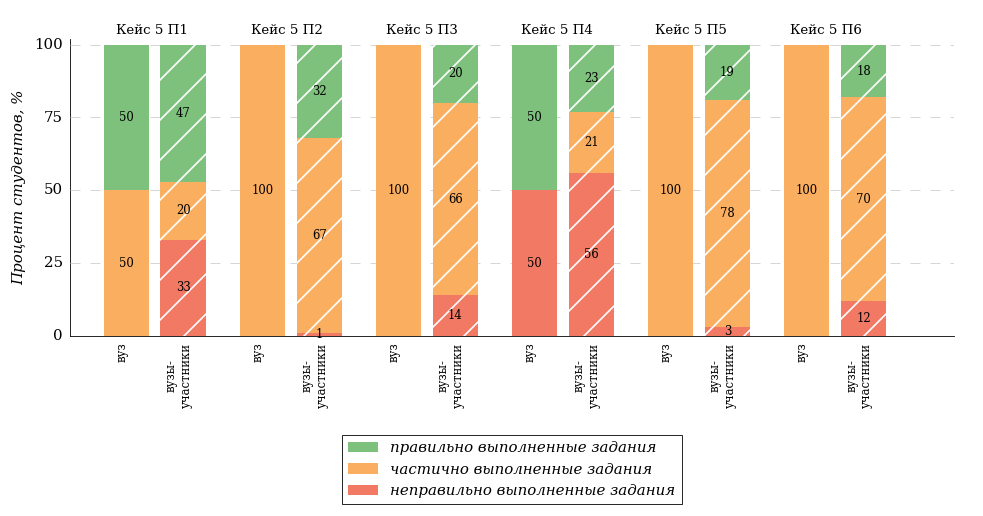 Кейс 5 П1 Кейс 5 П2 Кейс 5 П3 Кейс 5 П4 Кейс 5 П5 Кейс 5 П6
Процент студентов, %
100
75
50
25
0
50
50
47
20
33
100
32
67
1
100
20
66
14
50
50
23
21
56
100
19
78
3
100
18
70
12
вуз
вузы-
участники
вуз
вузы-
участники
вуз
вузы-
участники
вуз
вузы-
участники
вуз
вузы-
участники
вуз
вузы-
участники
правильно выполненные задания
частично выполненные задания
неправильно выполненные задания